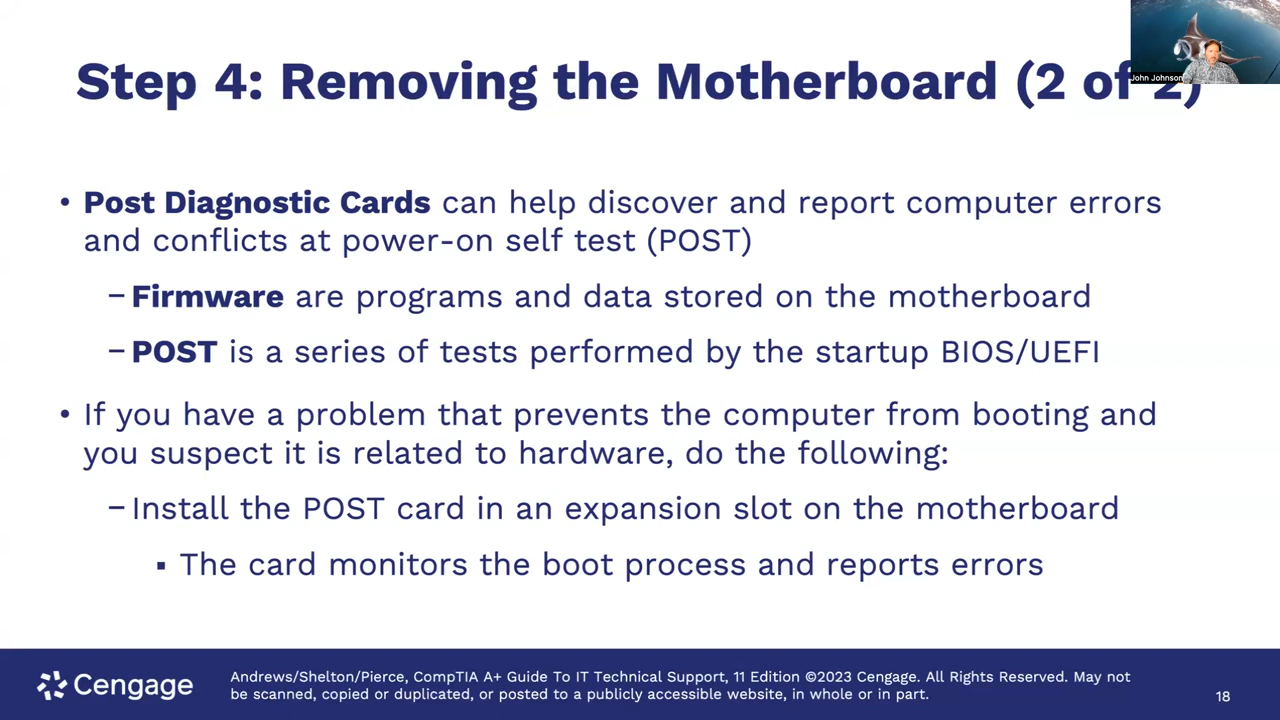 John Johnson
Step 4: Removing the Motherboard (2 of 2)
• Post Diagnostic Cards can help discover and report computer errors
and conflicts at power-on self test (POST)
– Firmware are programs and data stored on the motherboard
– POST is a series of tests performed by the startup BIOS/UEFI
• If you have a problem that prevents the computer from booting and
you suspect it is related to hardware, do the following:
– Install the POST card in an expansion slot on the motherboard
▪ The card monitors the boot process and reports errors
Cengage
Andrews/Shelton/Pierce, CompTIA A+ Guide To IT Technical Support, 11 Edition ©2023 Cengage. All Rights Reserved. May not
be scanned, copied or duplicated, or posted to a publicly accessible website, in whole or in part.
18